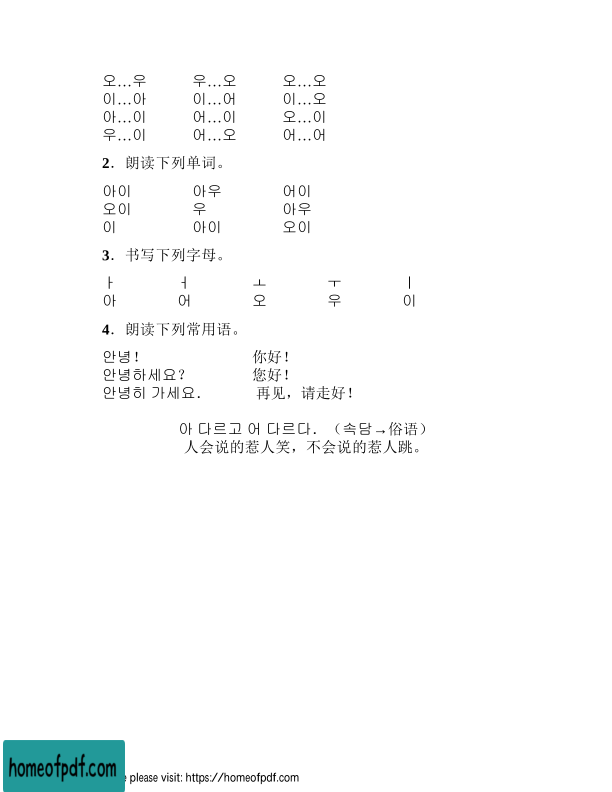 오…우 우…오 오…오
이…아 이…어 이…오
아…이 어…이 오…이
우…이 어…오 어…어
2．朗读下列单词。
아이 아우 어이
오이 우 아우
이 아이 오이
3．书写下列字母。
ㅏ ㅓ ㅗ ㅜ ㅣ
아 어 오 우 이
4．朗读下列常用语。
안녕！ 你好！
안녕하세요？ 您好！
안녕히 가세요． 再见，请走好！
아 다르고 어 다르다．（속담→俗语）
人会说的惹人笑，不会说的惹人跳。
homeofpdf.com
e please visit: https://homeofpdf.com